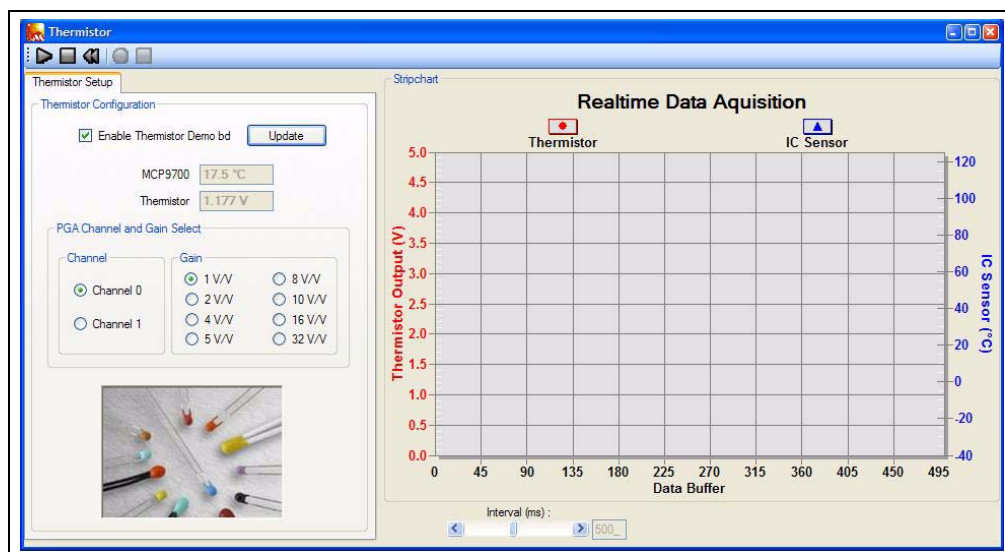 Thermistor
Thermistor Setup
Thermistor Configuration
Enable Thermistor Demo bd
Update
MCP9700
17.5 °C
Thermistor
1.177 V
PGA Channel and Gain Select
Channel
Channel 0
Channel 1
Gain
1 V/V
8 V/V
2 V/V
10 V/V
4 V/V
16 V/V
5 V/V
32 V/V
Stripchart
Realtime Data Aquisition
Thermistor
IC Sensor
Thermistor Output (V)
5.0
4.5
4.0
3.5
3.0
2.5
2.0
1.5
1.0
0.5
0.0
120
100
80
60
40
20
0
-20
-40
IC Sensor (°C)
0 45 90 135 180 225 270 315 360 405 450 495
Data Buffer
Interval (ms) :
500_